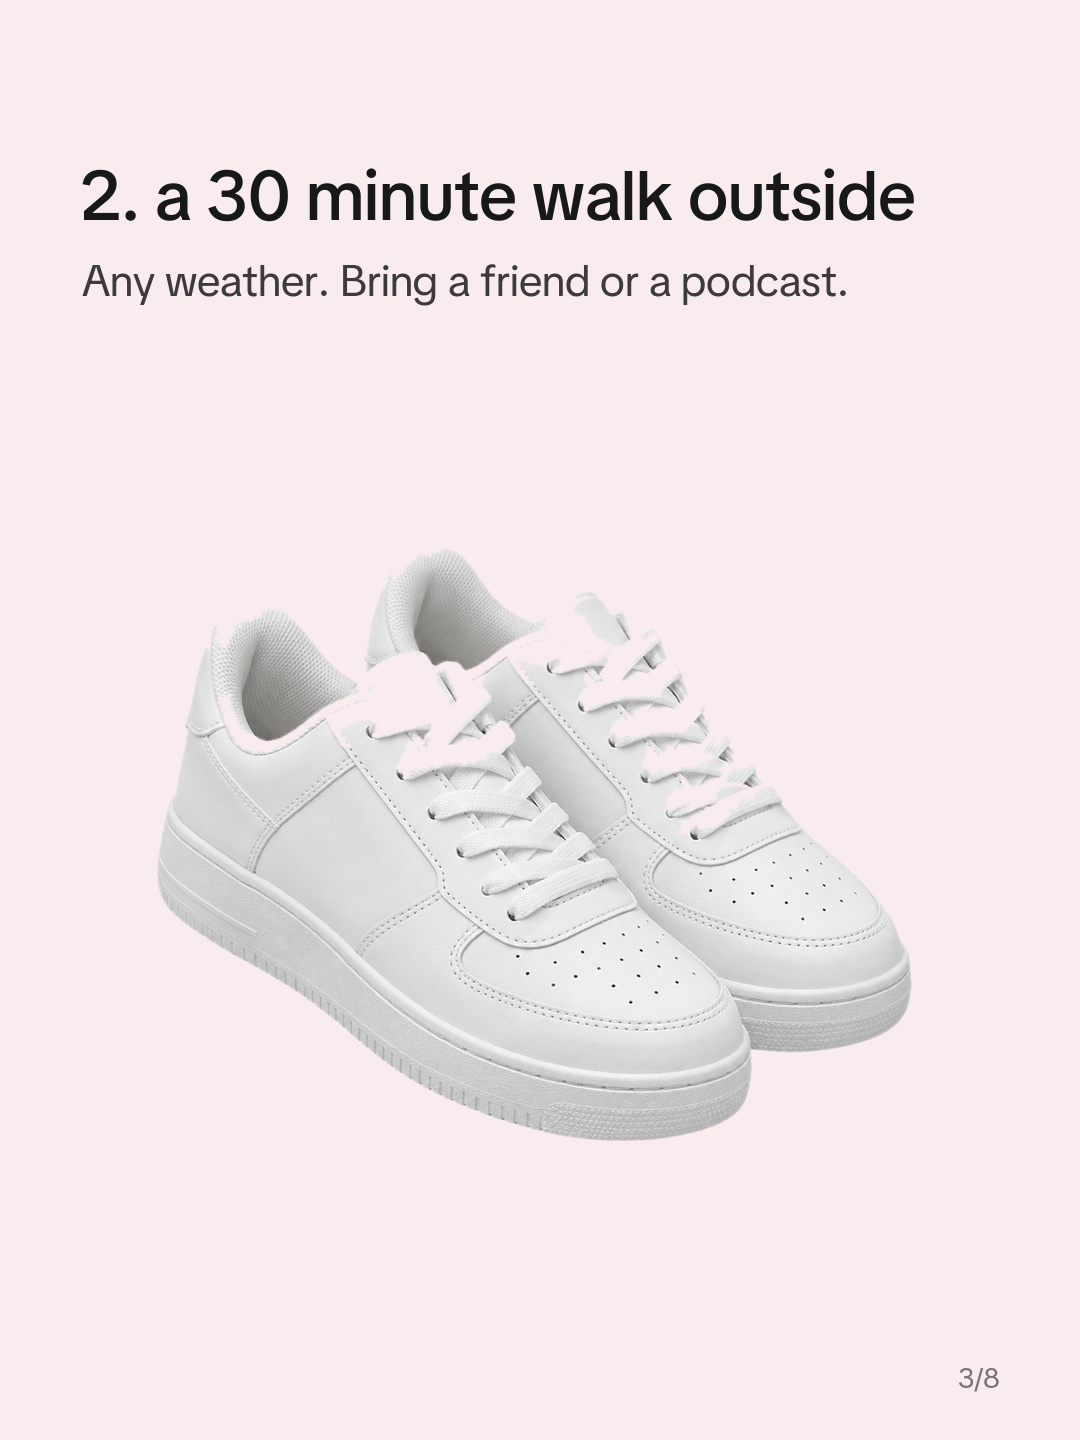 2. a 30 minute walk outside
Any weather. Bring a friend or a podcast.
3/8